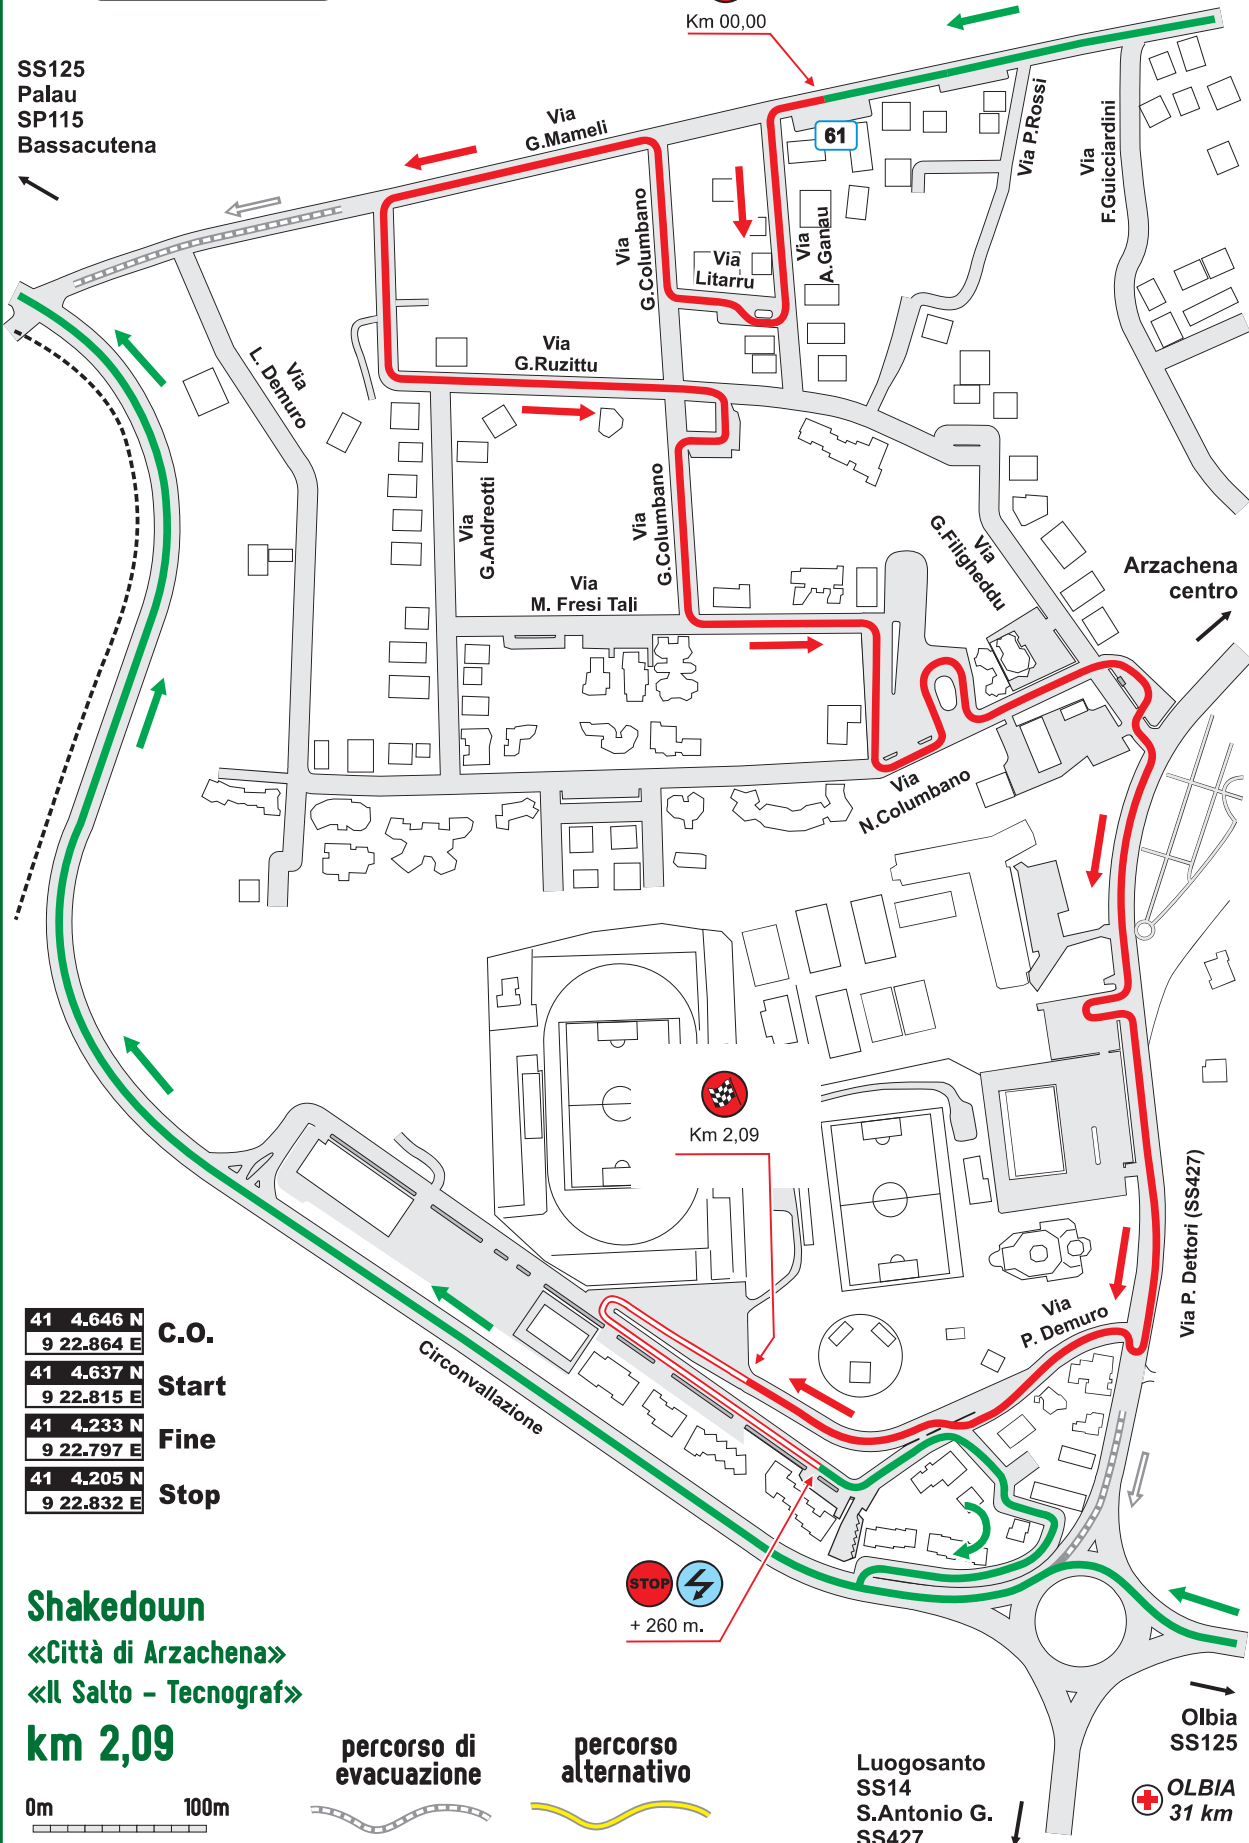 Km 00,00
SS125
Palau
SP115
Bassacutena
Via
G.Mameli
61
Via P.Rossi
Via
F.Guicciardini
Via
G.Columbano
Via
Litarru
Via
A.Ganau
Via
L. Demuro
Via
G.Ruzittu
Via
G.Andreotti
Via
G.Columbano
Via
G.Filigheddu
Arzachena
centro
Via
M. Fresi Tali
Via
N.Columbano
Km 2,09
Via P. Dettori (SS427)
Via
P. Demuro
Circonvallazione
41 4.646 N
9 22.864 E
C.O.
41 4.637 N
9 22.815 E
Start
41 4.233 N
9 22.797 E
Fine
41 4.205 N
9 22.832 E
Stop
STOP
+ 260 m.
Shakedown
«Città di Arzachena»
«Il Salto - Tecnograf»
km 2,09
0m 100m
percorso di
evacuazione
percorso
alternativo
Luogosanto
SS14
S.Antonio G.
SS427
Olbia
SS125
OLBIA
31 km